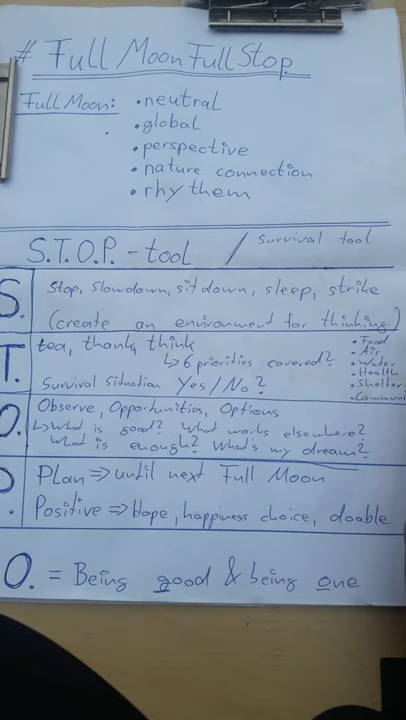 # Full Moon Full Stop
Full Moon:
• neutral
• global
• perspective
• nature connection
• rhy them
S.T.O.P. - tool / survival tool
S. Stop, Slowdown, sit down, sleep, strike
(create an environment for thinking)
T. tea, thank, think
↳ 6 priorities covered?
Survival situation Yes/No?
• Food
• Air
• Water
• Health
• Shelter
• Commun
O. Observe, Opportunities, Options
↳ What is good? What works elsewhere?
What is enough? What's my dream?
P. Plan ⇒ until next Full Moon
Positive ⇒ Hope, happiness choice, doable
O. = Being good & being one